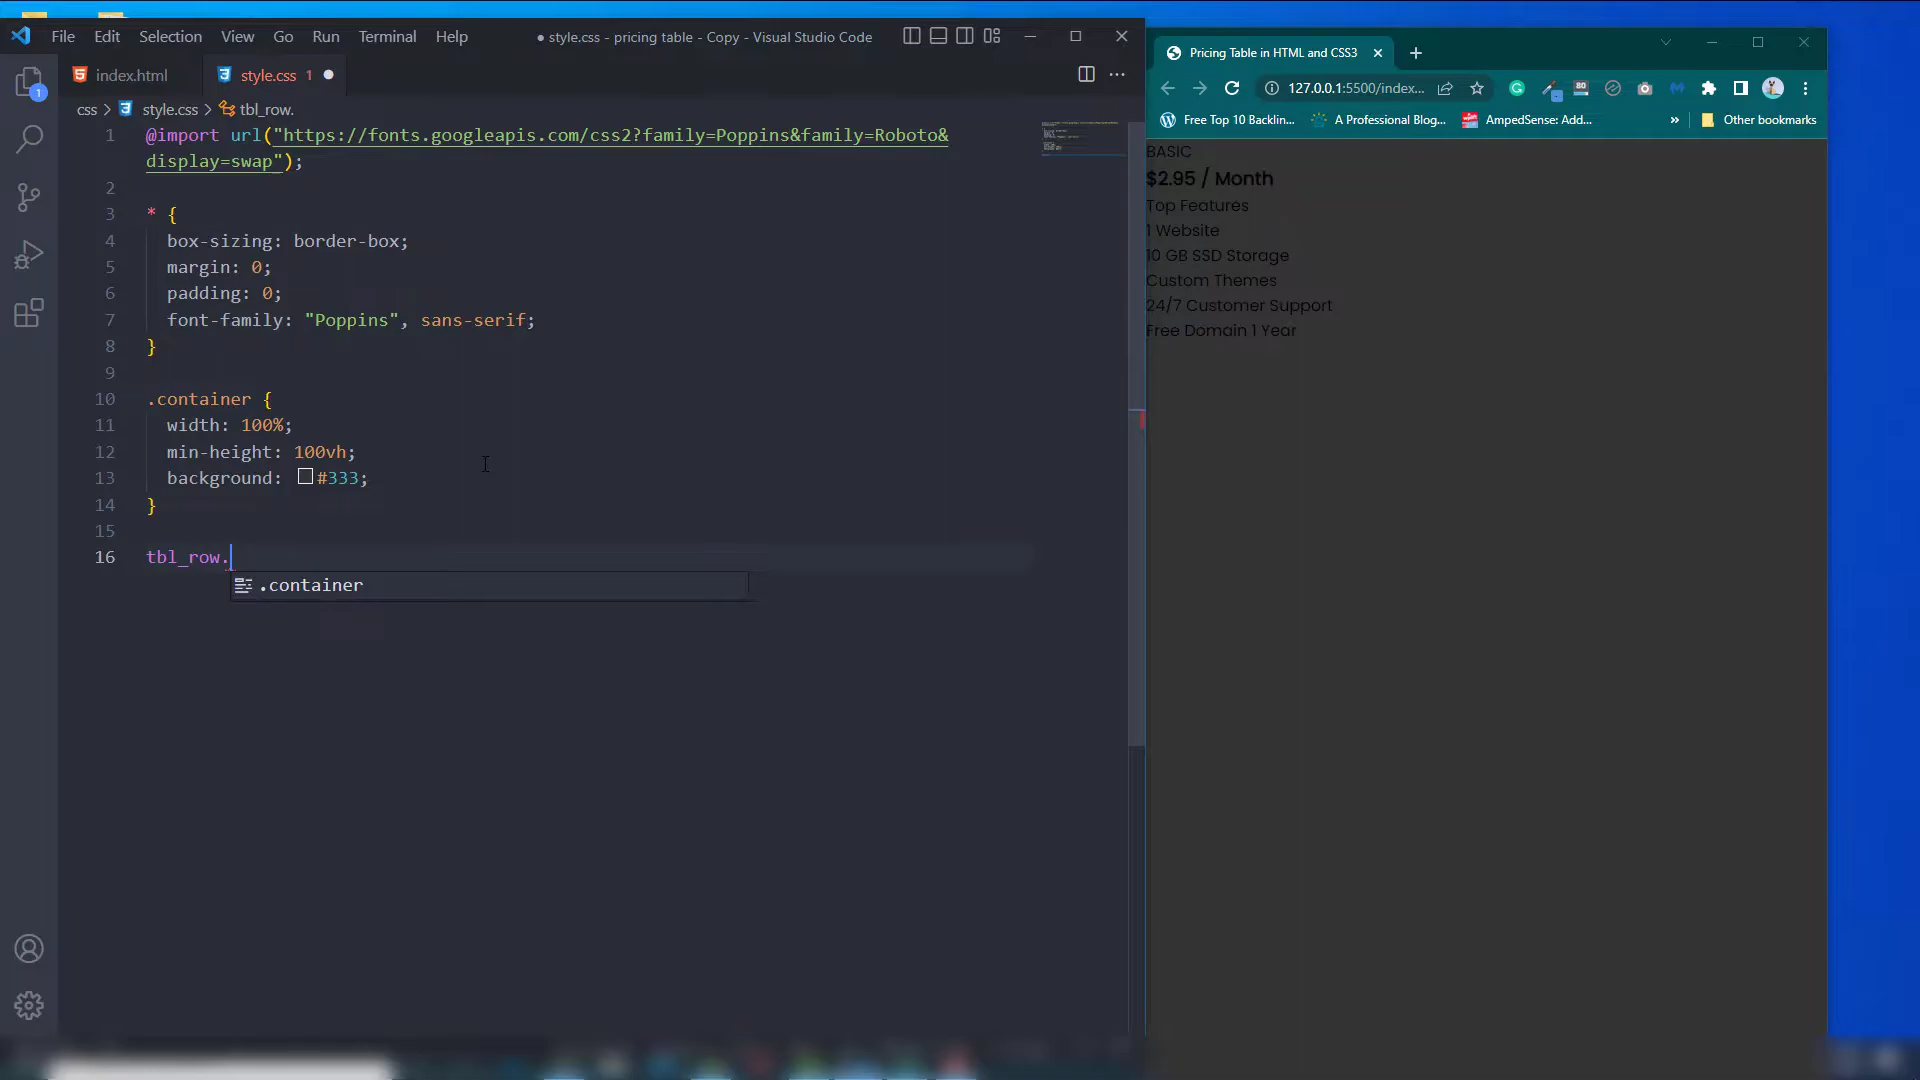 File Edit Selection View Go Run Terminal Help
● style.css - pricing table - Copy - Visual Studio Code
index.html
style.css 1 ●
css > style.css > tbl_row.
1 @import url("https://fonts.googleapis.com/css2?family=Poppins&family=Roboto&
display=swap");
2
3 * {
4 box-sizing: border-box;
5 margin: 0;
6 padding: 0;
7 font-family: "Poppins", sans-serif;
8 }
9
10 .container {
11 width: 100%;
12 min-height: 100vh;
13 background: #333;
14 }
15
16 tbl_row.
.container
1
Pricing Table in HTML and CSS3
127.0.0.1:5500/index...
80
Free Top 10 Backlin...
A Professional Blog...
AmpedSense: Add...
» Other bookmarks
BASIC
$2.95 / Month
Top Features
1 Website
10 GB SSD Storage
Custom Themes
24/7 Customer Support
Free Domain 1 Year